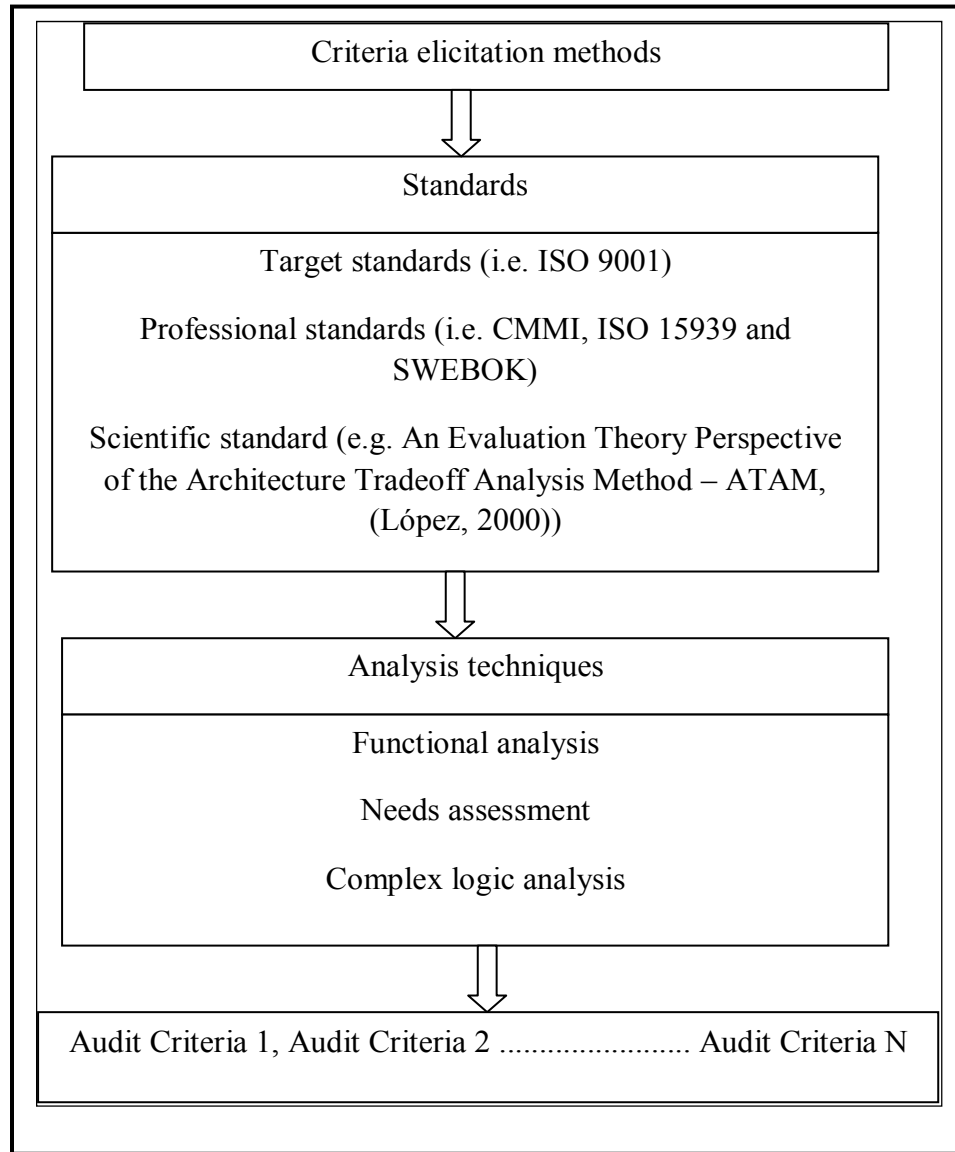 Criteria elicitation methods
Standards
Target standards (i.e. ISO 9001)
Professional standards (i.e. CMMI, ISO 15939 and
SWEBOK)
Scientific standard (e.g. An Evaluation Theory Perspective
of the Architecture Tradeoff Analysis Method – ATAM,
(López, 2000))
Analysis techniques
Functional analysis
Needs assessment
Complex logic analysis
Audit Criteria 1, Audit Criteria 2 ........................ Audit Criteria N